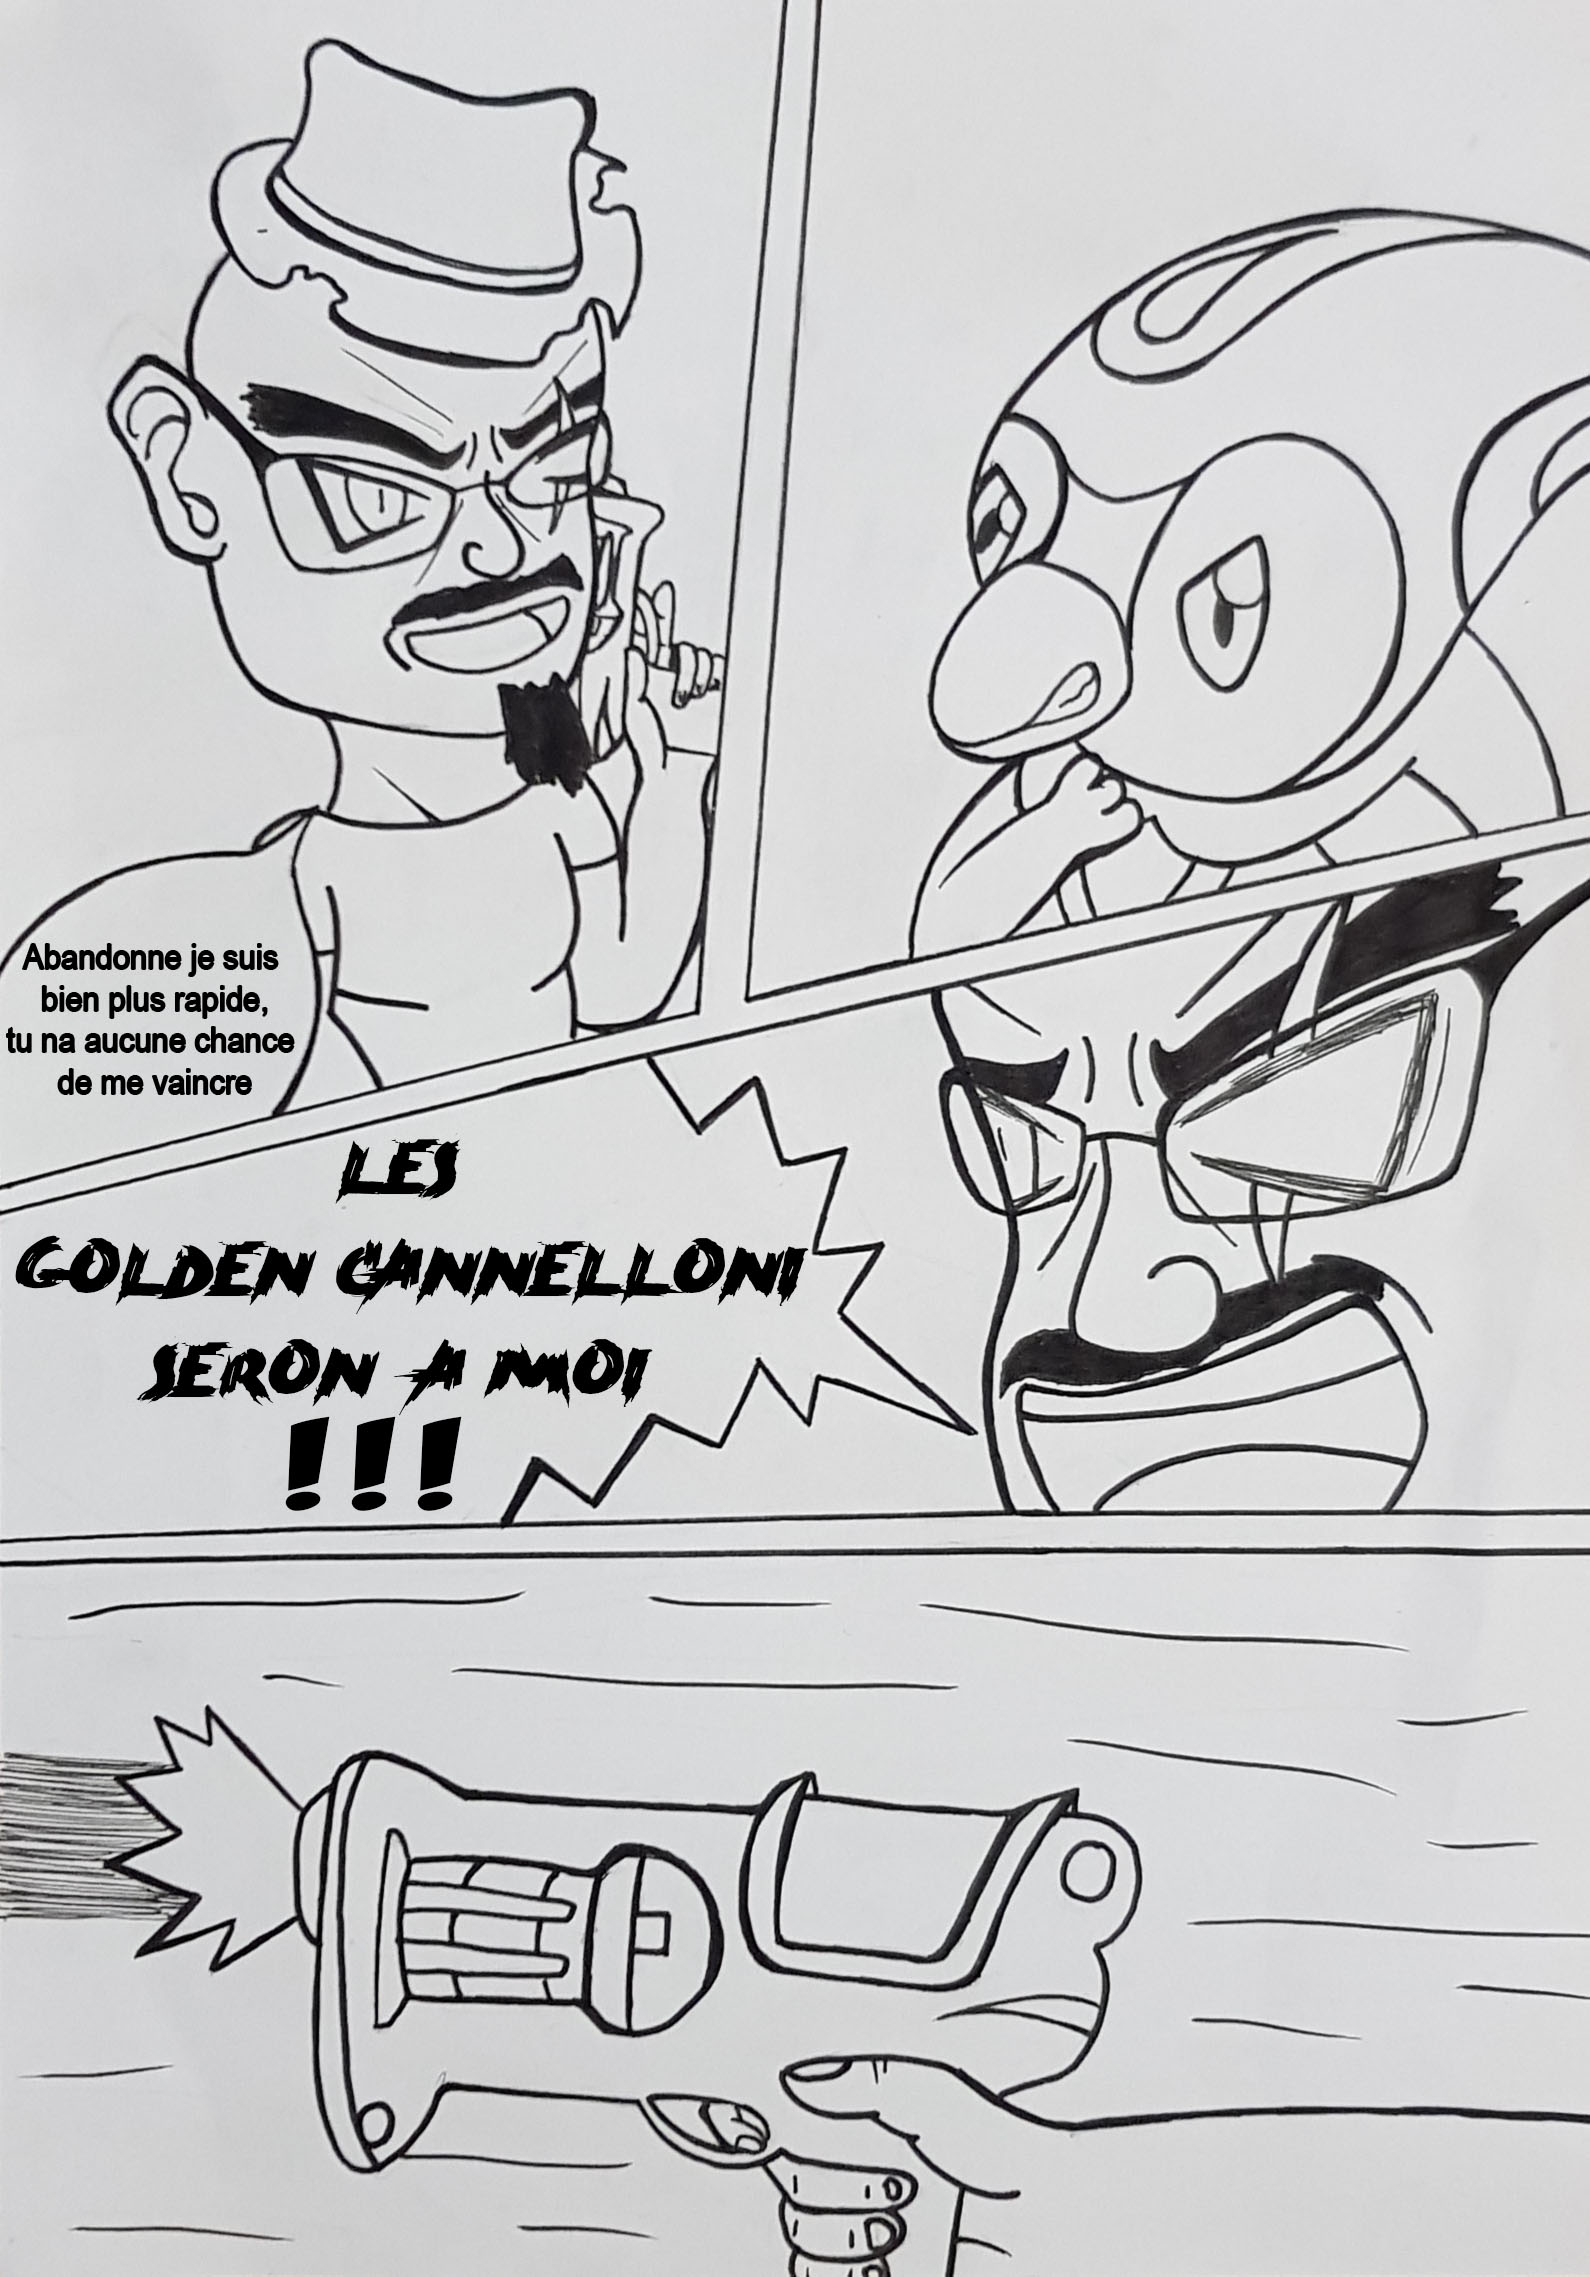 Abandonne je suis
bien plus rapide,
tu na aucune chance
de me vaincre
LES
GOLDEN CANNELLONI
SERON A MOI
!!!